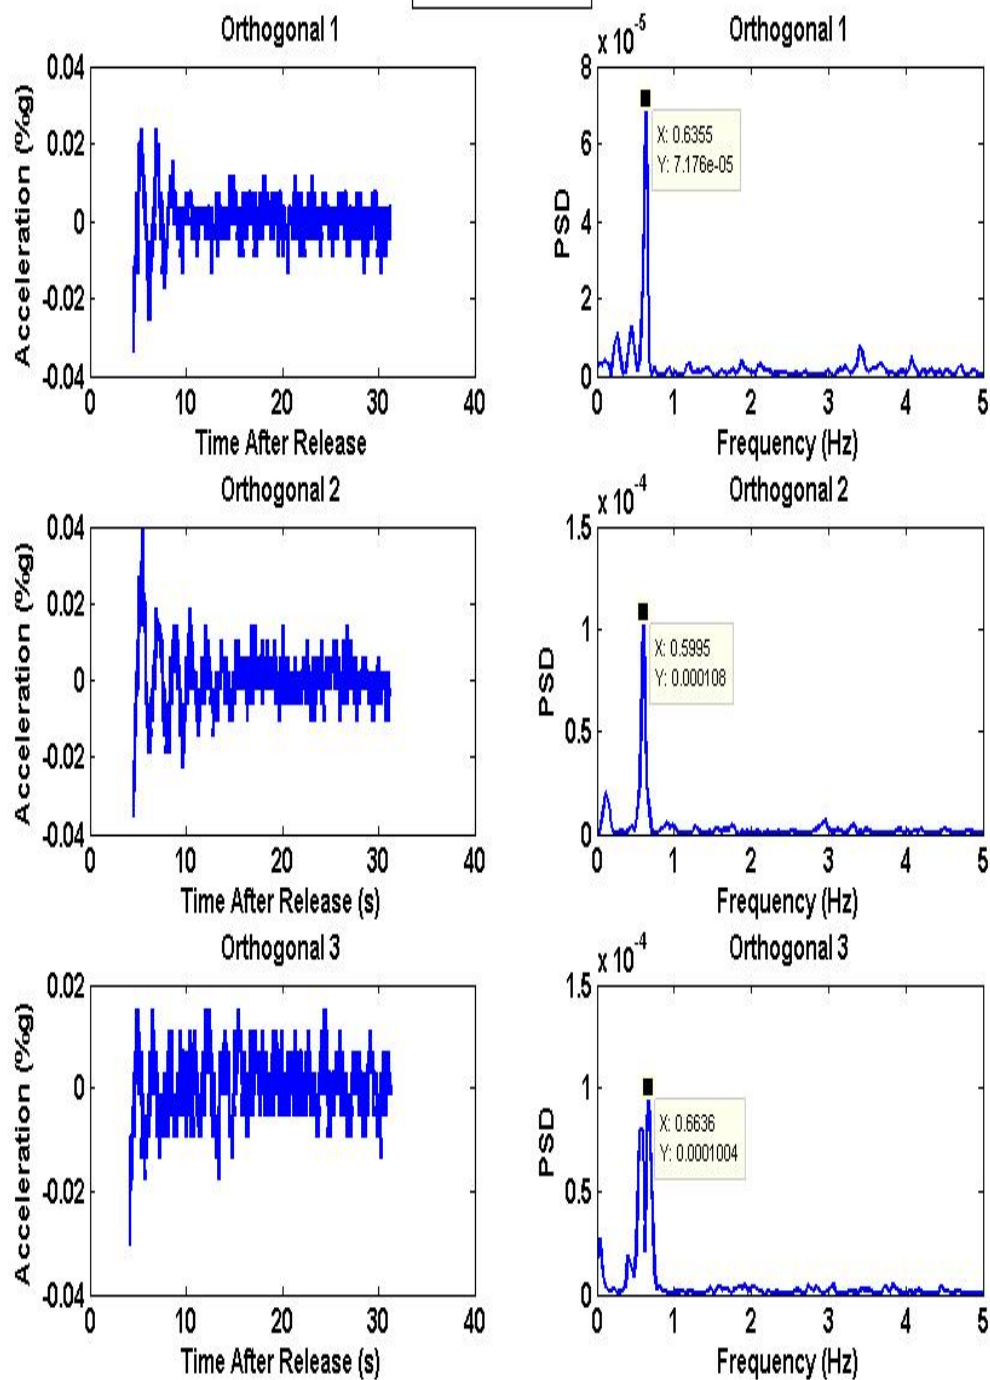 Orthogonal 1
Acceleration (%g)
0.04
0.02
0
-0.02
-0.04
0 10 20 30 40
Time After Release
x 10-5
Orthogonal 1
PSD
8
6
4
2
0
X: 0.6355
Y: 7.176e-05
0 1 2 3 4 5
Frequency (Hz)
Orthogonal 2
Acceleration (%g)
0.04
0.02
0
-0.02
-0.04
0 10 20 30 40
Time After Release (s)
x 10-4
Orthogonal 2
PSD
1.5
1
0.5
0
X: 0.5995
Y: 0.000108
0 1 2 3 4 5
Frequency (Hz)
Orthogonal 3
Acceleration (%g)
0.02
0
-0.02
-0.04
0 10 20 30 40
Time After Release (s)
x 10-4
Orthogonal 3
PSD
1.5
1
0.5
0
X: 0.6636
Y: 0.0001004
0 1 2 3 4 5
Frequency (Hz)